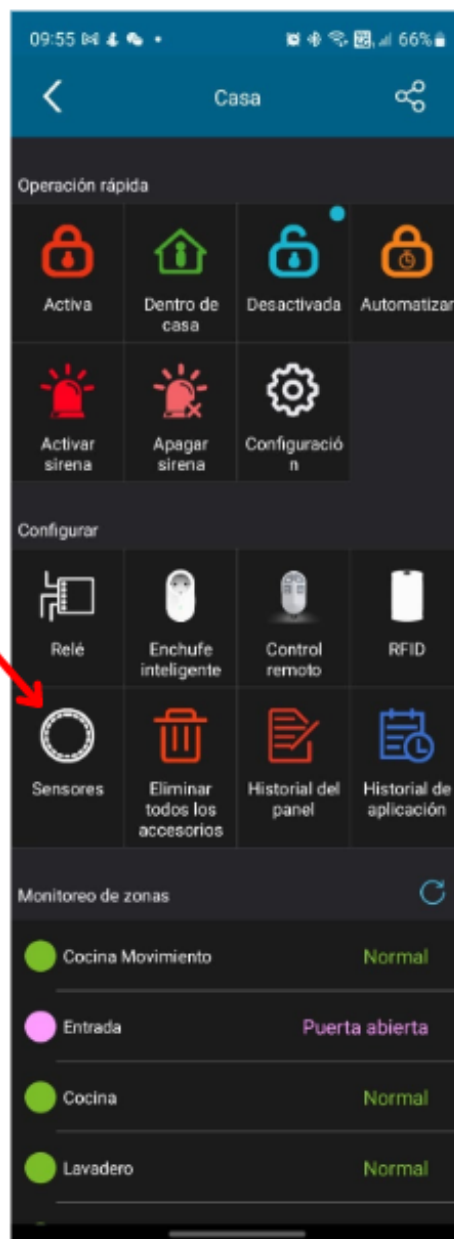 09:55
66%
Casa
Operación rápida
Activa
Dentro de
casa
Desactivada
Automatizar
Activar
sirena
Apagar
sirena
Configuració
n
Configurar
Relé
Enchufe
inteligente
Control
remoto
RFID
Sensores
Eliminar
todos los
accesorios
Historial del
panel
Historial de
aplicación
Monitoreo de zonas
Cocina Movimiento
Normal
Entrada
Puerta abierta
Cocina
Normal
Lavadero
Normal